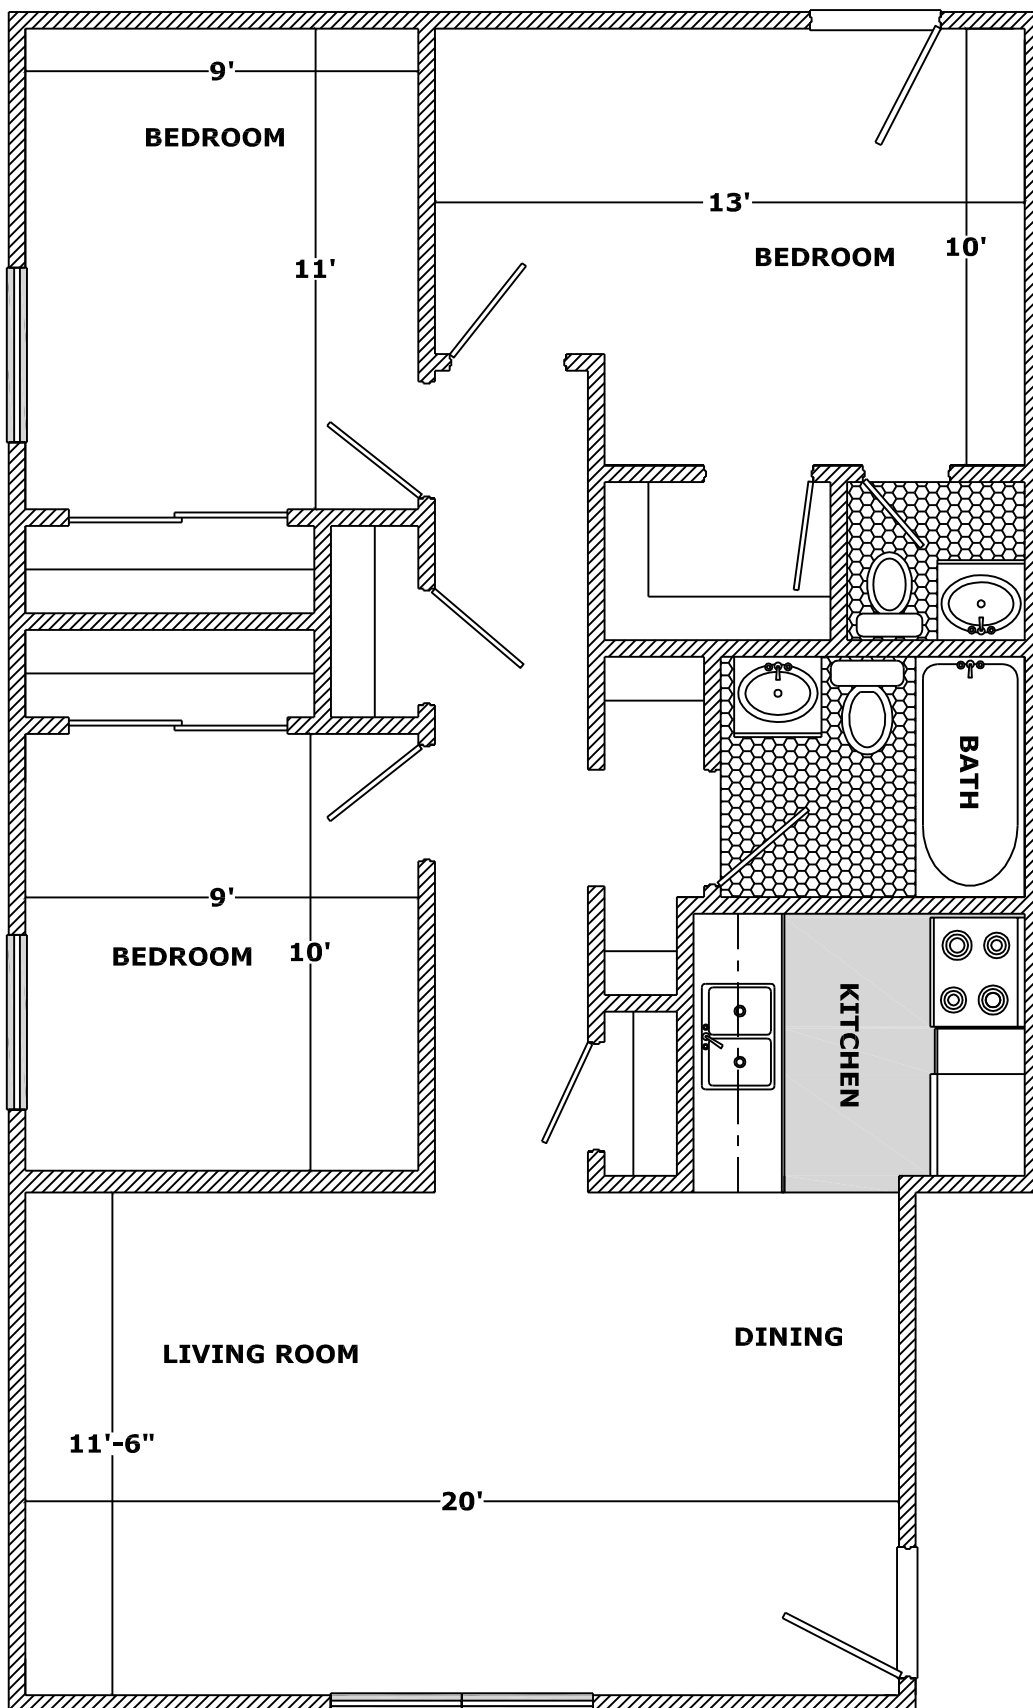 9'
BEDROOM
11'
13'
BEDROOM
10'
BATH
9'
BEDROOM
10'
KITCHEN
LIVING ROOM
DINING
11'-6"
20'